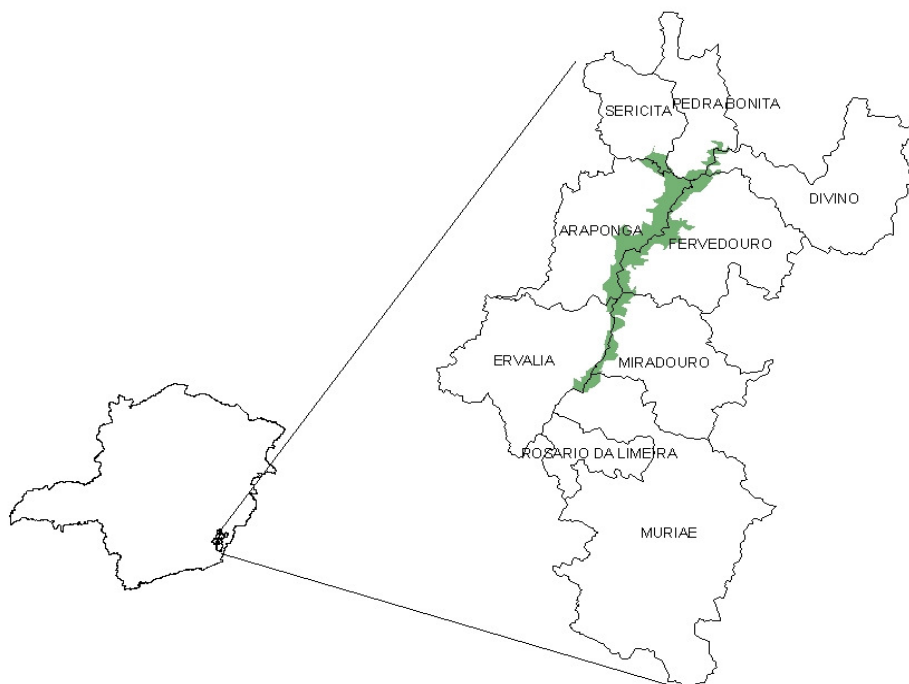 PEDRA BONITA
SERICITA
DIVINO
ARAPONGA
FERVEDOURO
ERVALIA
MIRADOURO
ROSARIO DA LIMEIRA
MURIAE